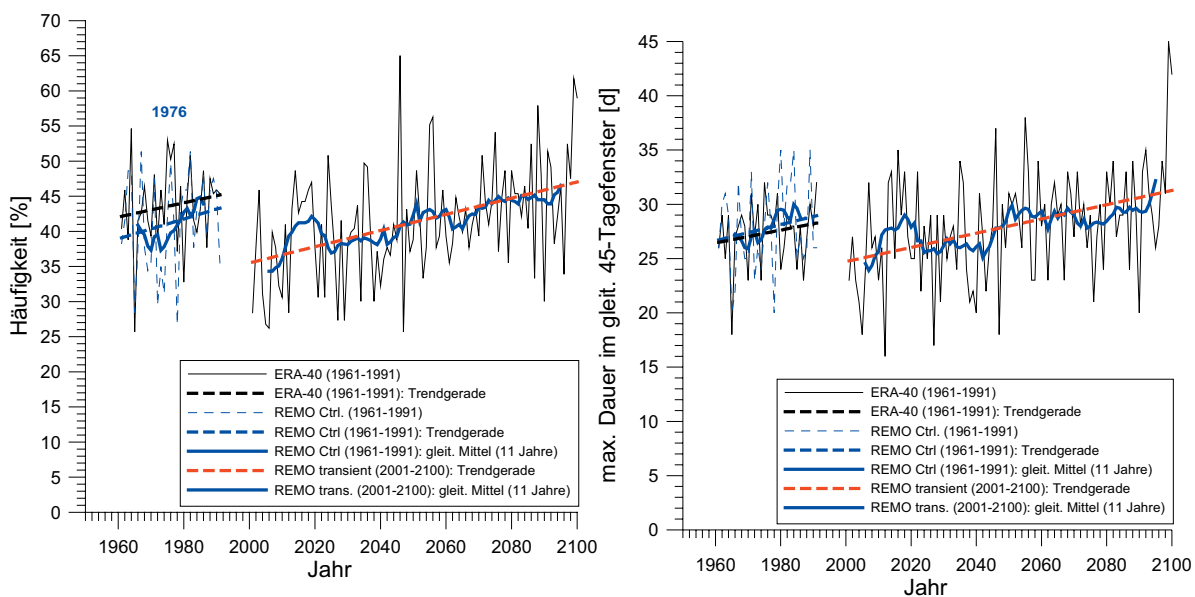 Häufigkeit [%]
70
65
60
55
50
45
40
35
30
25
20
15
10
5
0
1976
ERA-40 (1961-1991)
ERA-40 (1961-1991): Trendgerade
REMO Ctrl. (1961-1991)
REMO Ctrl (1961-1991): Trendgerade
REMO Ctrl (1961-1991): gleit. Mittel (11 Jahre)
REMO transient (2001-2100): Trendgerade
REMO trans. (2001-2100): gleit. Mittel (11 Jahre)
1960 1980 2000 2020 2040 2060 2080 2100
Jahr
max. Dauer im gleit. 45-Tagefenster [d]
45
40
35
30
25
20
15
10
5
0
ERA-40 (1961-1991)
ERA-40 (1961-1991): Trendgerade
REMO Ctrl. (1961-1991)
REMO Ctrl (1961-1991): Trendgerade
REMO Ctrl (1961-1991): gleit. Mittel (11 Jahre)
REMO transient (2001-2100): Trendgerade
REMO trans. (2001-2100): gleit. Mittel (11 Jahre)
1960 1980 2000 2020 2040 2060 2080 2100
Jahr